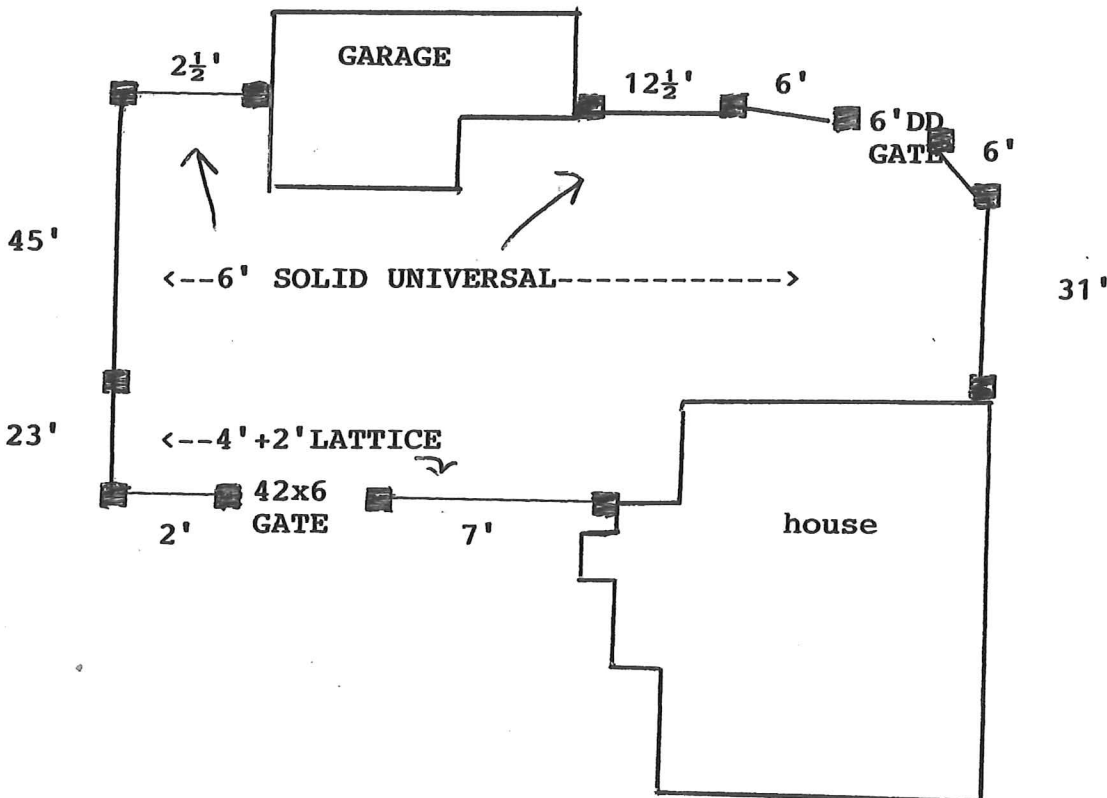 GARAGE
2½'
12½'
6'
6'DD
GATE
6'
45'
<--6' SOLID UNIVERSAL------------>
31'
23'
<--4'+2'LATTICE
42x6
GATE
2'
7'
house